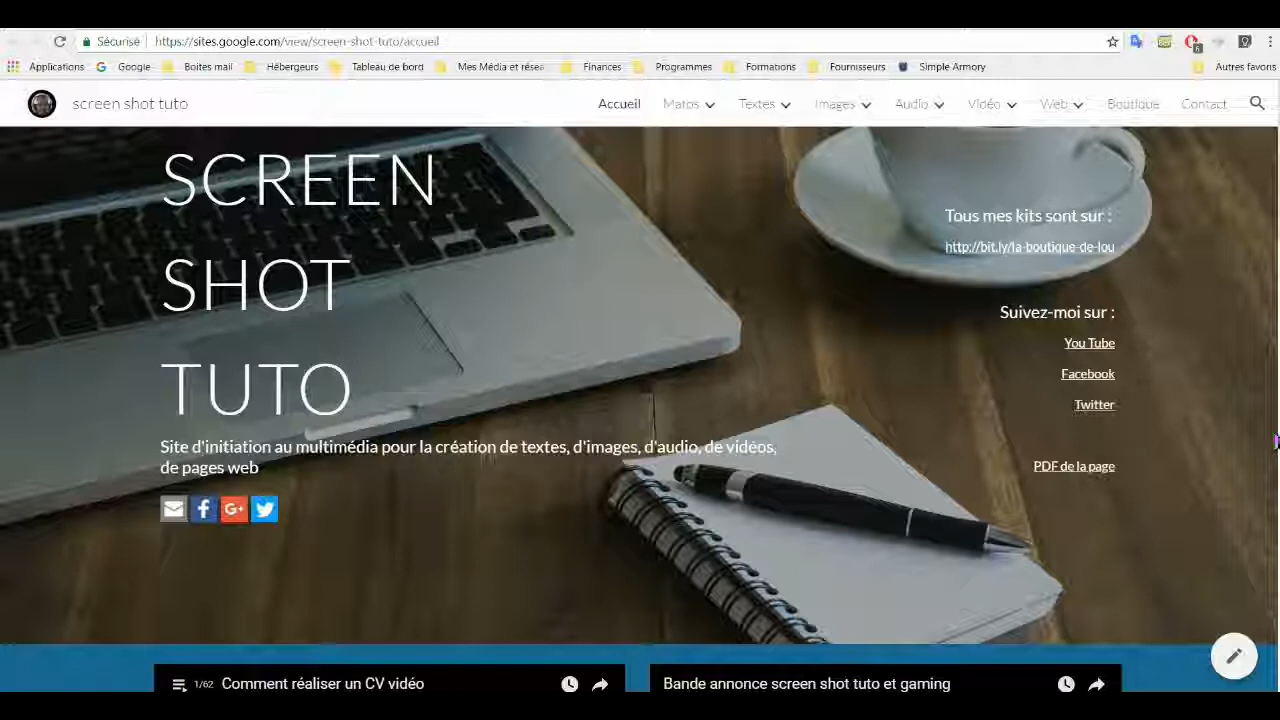 Sécurisé https://sites.google.com/view/screen-shot-tuto/accueil
Applications Google Boites mail Hébergeurs Tableau de bord Mes Média et résea Finances Programmes Formations Fournisseurs Simple Armory Autres favoris
screen shot tuto Accueil Matos Textes Images Audio Vidéo Web Boutique Contact
SCREEN
SHOT
TUTO
Site d'initiation au multimédia pour la création de textes, d'images, d'audio, de vidéos,
de pages web
Tous mes kits sont sur :
http://bit.ly/la-boutique-de-lou
Suivez-moi sur :
You Tube
Facebook
Twitter
PDF de la page
1/62 Comment réaliser un CV vidéo
Bande annonce screen shot tuto et gaming